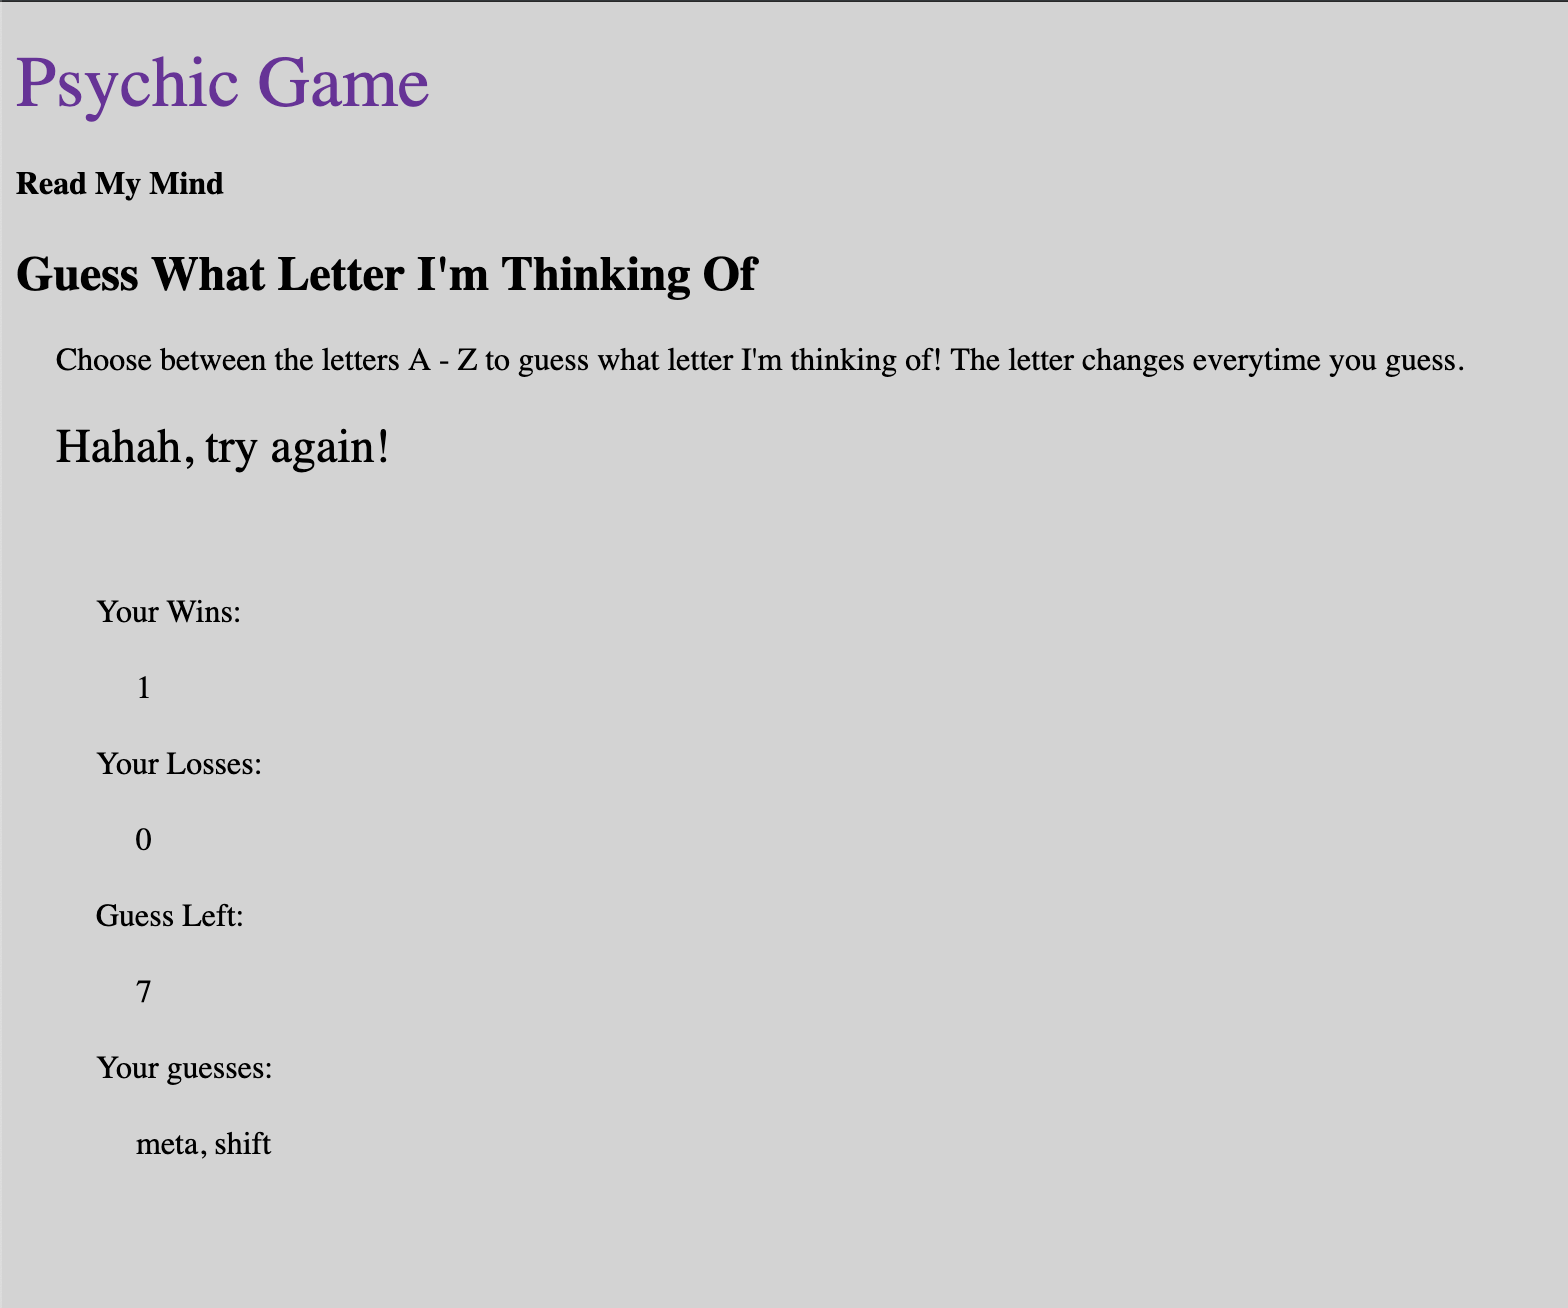 Psychic Game
Read My Mind
Guess What Letter I'm Thinking Of
Choose between the letters A - Z to guess what letter I'm thinking of! The letter changes everytime you guess.
Hahah, try again!
Your Wins:
1
Your Losses:
0
Guess Left:
7
Your guesses:
meta, shift